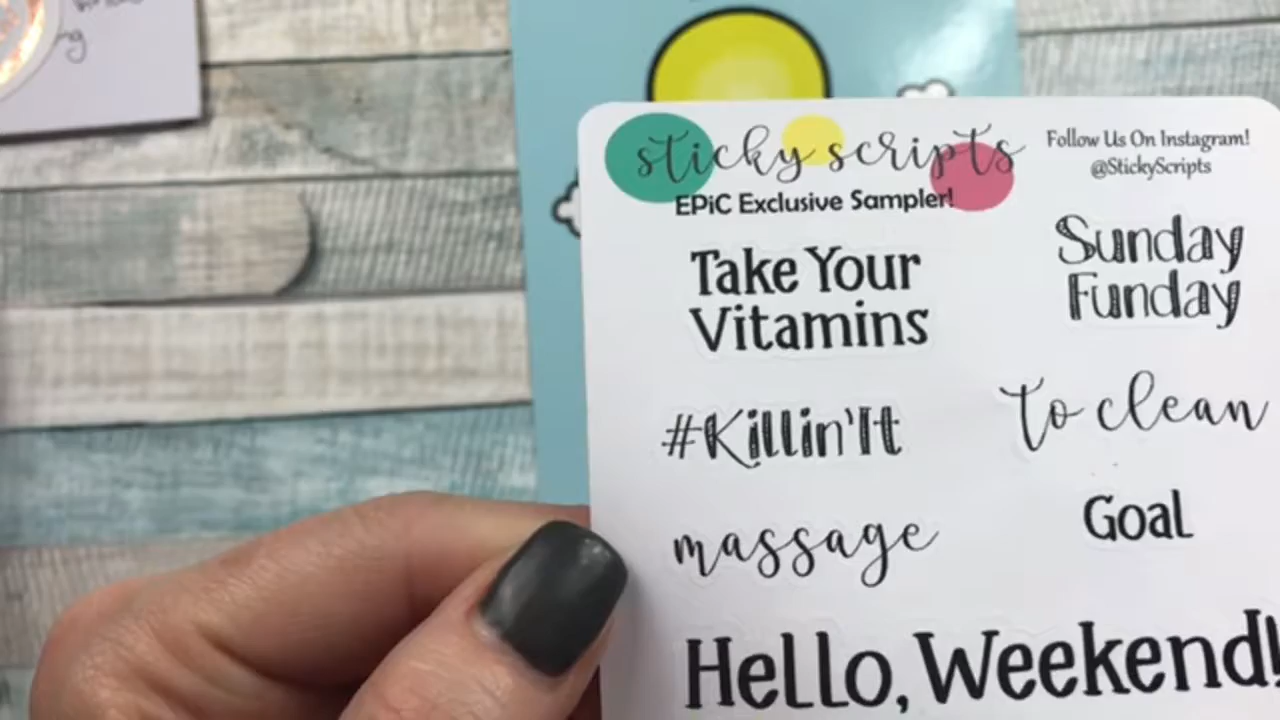 ng
sticky scripts
Follow Us On Instagram!
@StickyScripts
EPiC Exclusive Sampler!
Take Your
Vitamins
Sunday
Funday
#Killin'It
to clean
massage
Goal
Hello, Weekend!